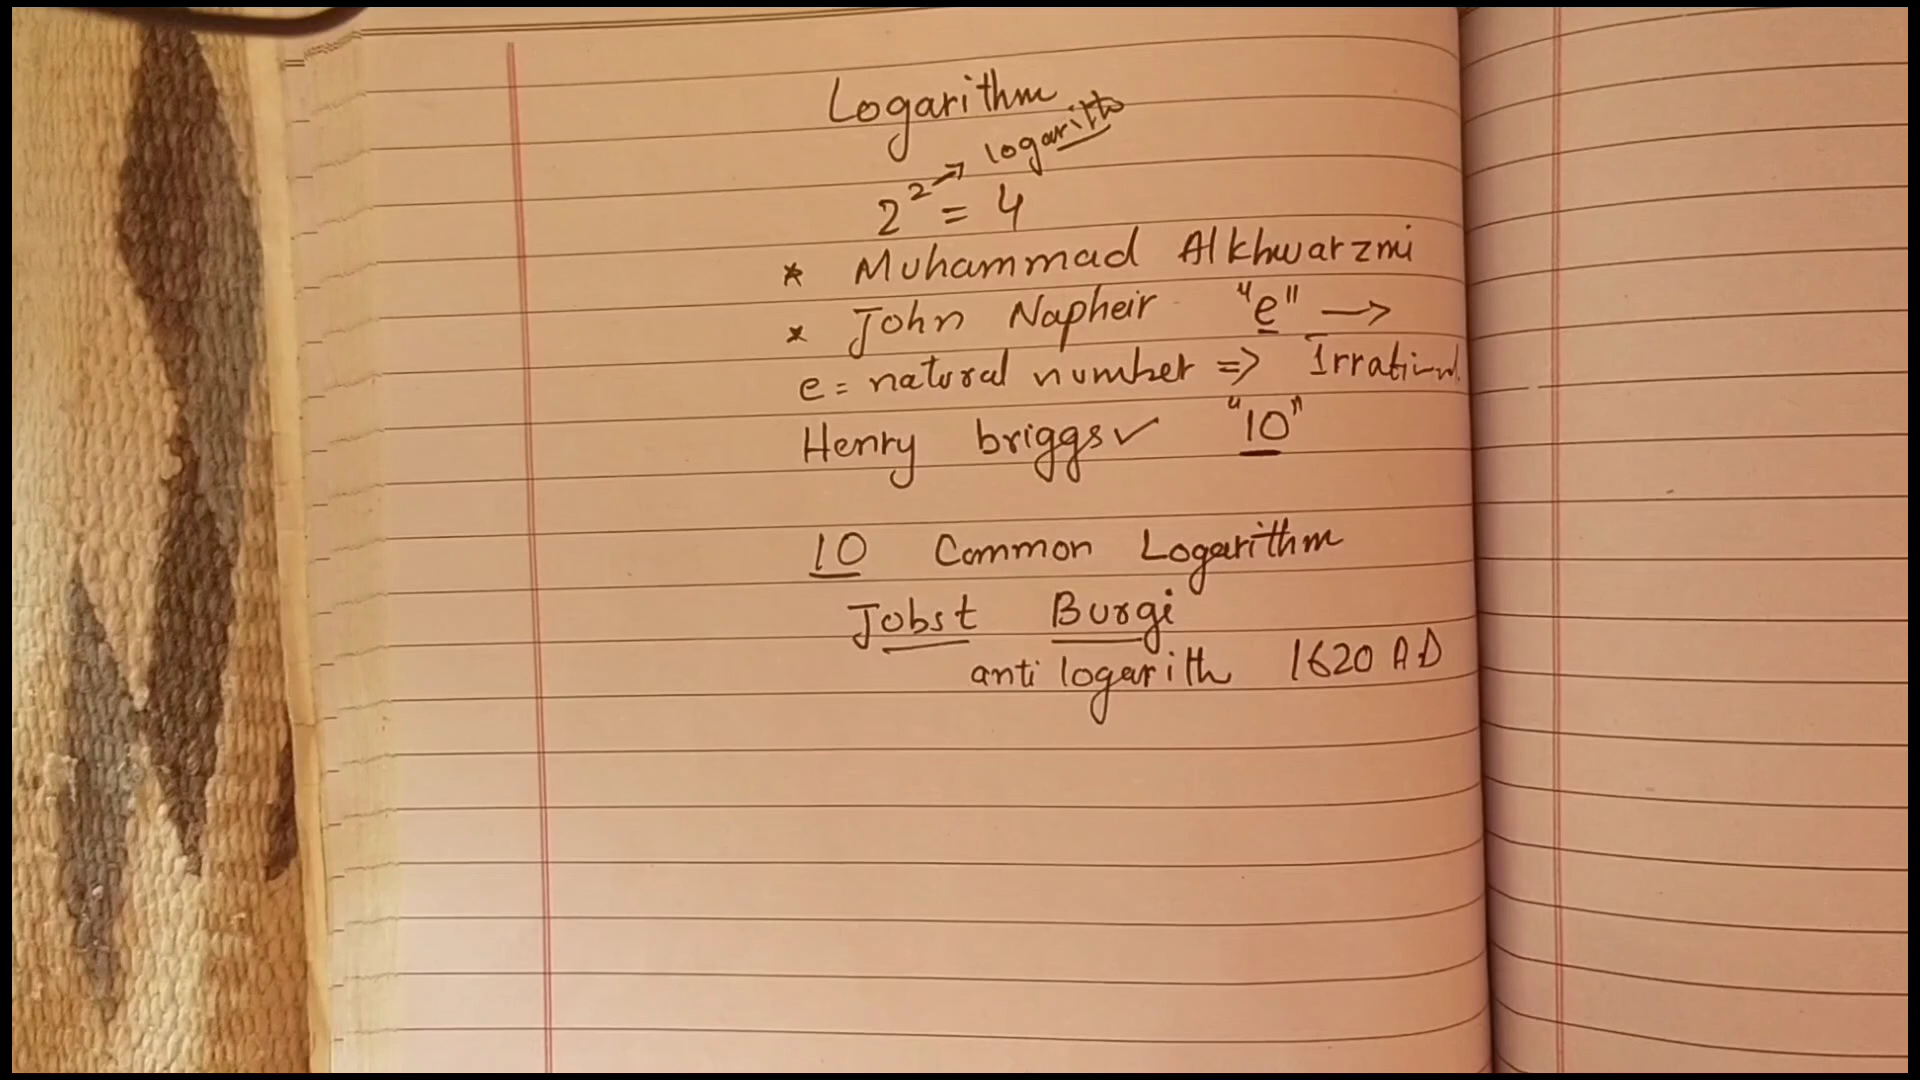 Logarithm
logarith
2² = 4
* Muhammad Alkhwarzmi
* John Napheir "e" →
e = natural number => Irrational
Henry briggs ✓ "10"
10 Common Logarithm
Jobst Burgi
anti logarith 1620 AD